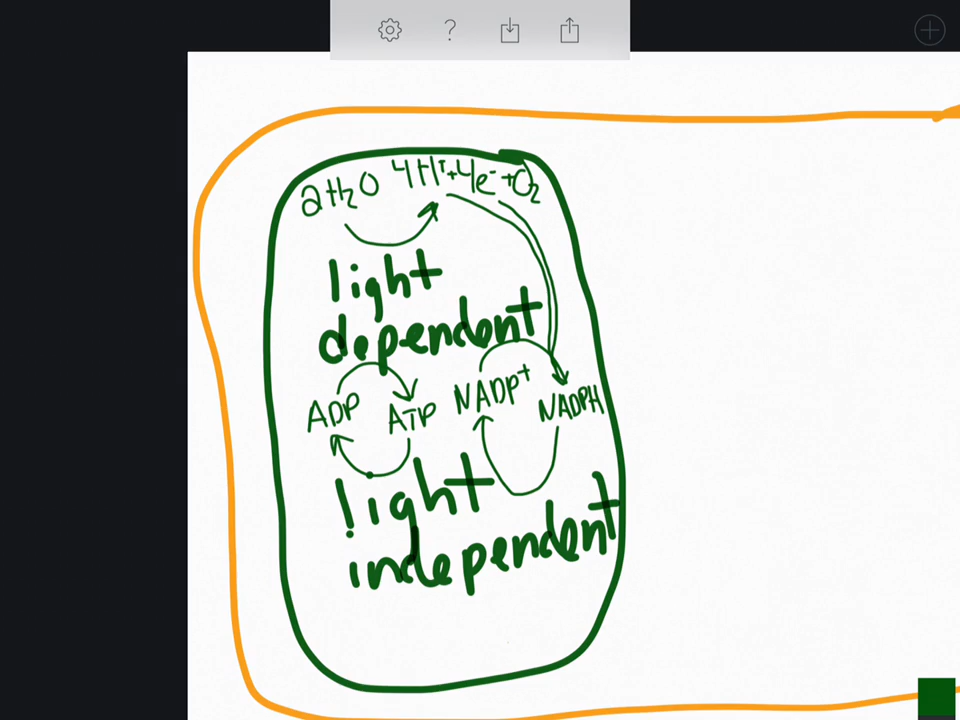 ?
2H₂O 4H⁺+4e⁻+O₂
light
dependent
ADP ATP NADP⁺ NADPH
light
independent